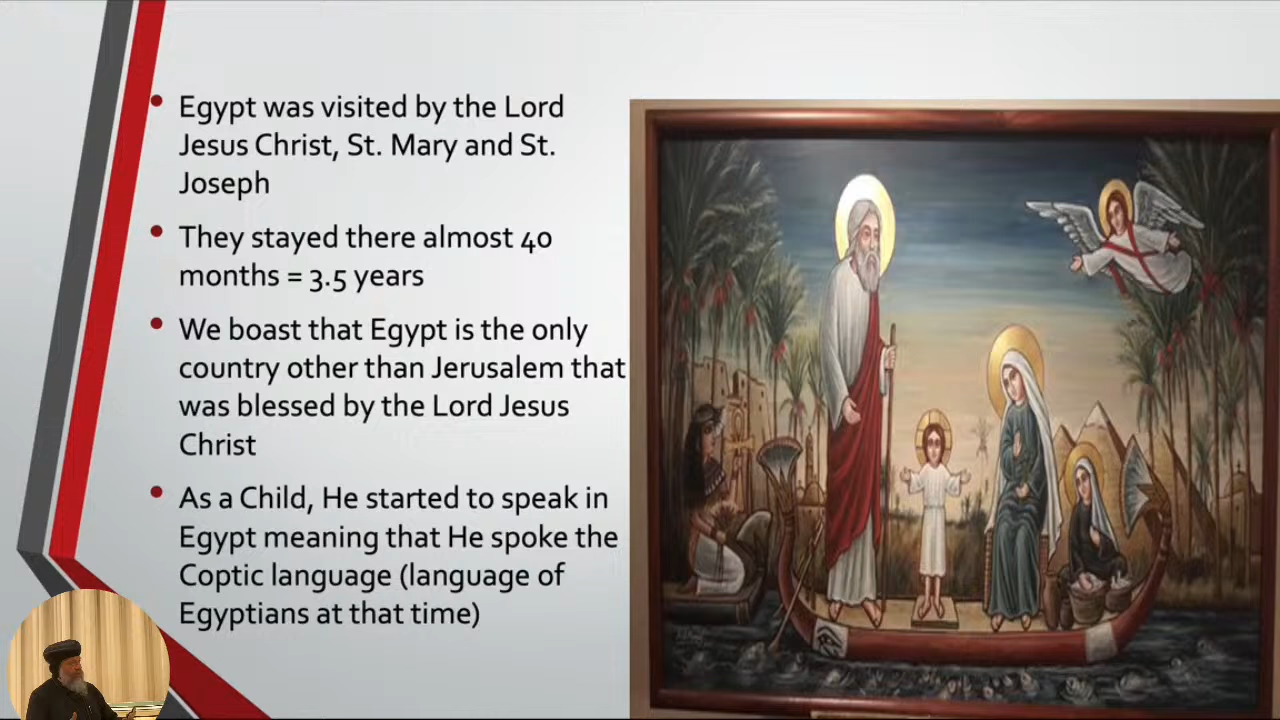 • Egypt was visited by the Lord
Jesus Christ, St. Mary and St.
Joseph
• They stayed there almost 40
months = 3.5 years
• We boast that Egypt is the only
country other than Jerusalem that
was blessed by the Lord Jesus
Christ
• As a Child, He started to speak in
Egypt meaning that He spoke the
Coptic language (language of
Egyptians at that time)